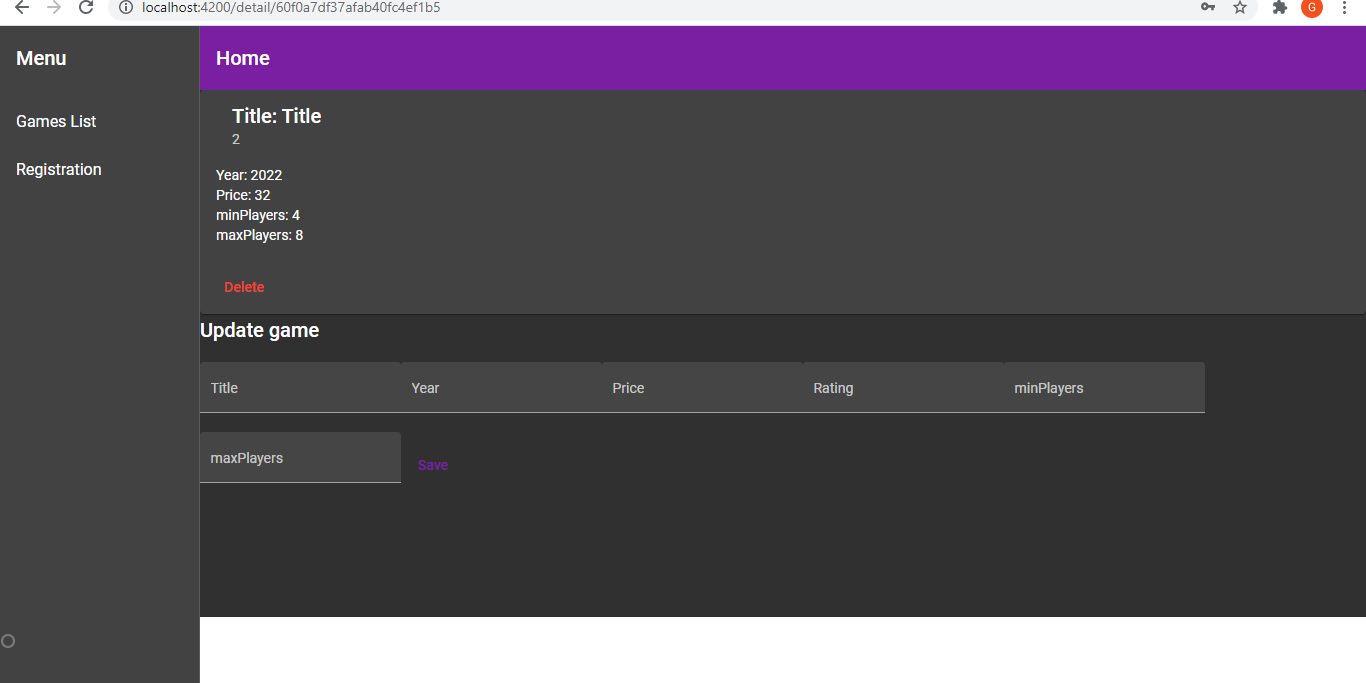 localhost:4200/detail/60f0a7df37afab40fc4ef1b5
G
Menu
Home
Games List
Registration
Title: Title
2
Year: 2022
Price: 32
minPlayers: 4
maxPlayers: 8
Delete
Update game
Title Year Price Rating minPlayers
maxPlayers Save